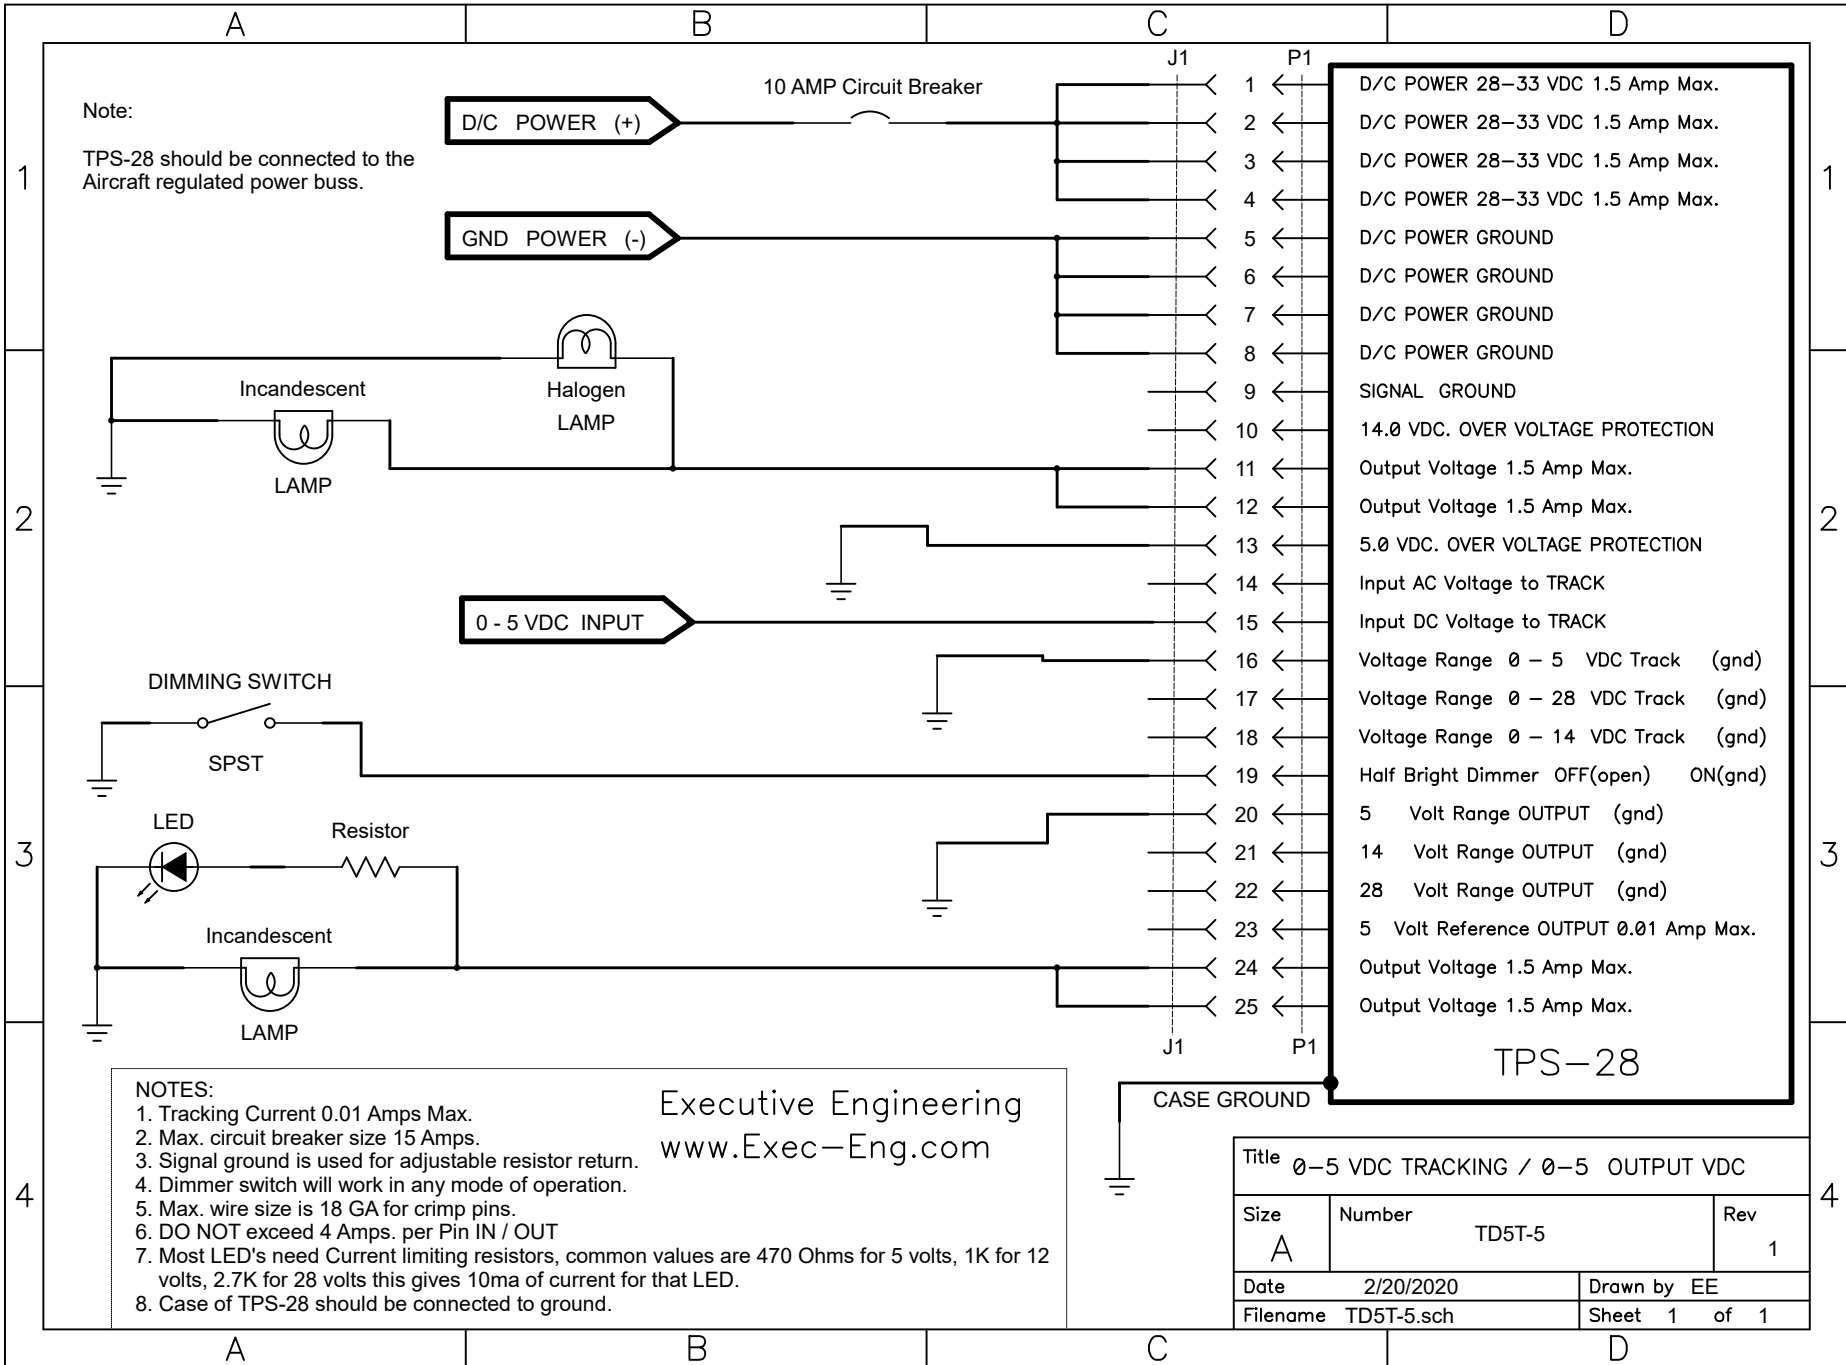 A B C D
J1 P1
Note:
TPS-28 should be connected to the
Aircraft regulated power buss.
D/C POWER (+)
10 AMP Circuit Breaker
GND POWER (-)
1
1
1 D/C POWER 28-33 VDC 1.5 Amp Max.
2 D/C POWER 28-33 VDC 1.5 Amp Max.
3 D/C POWER 28-33 VDC 1.5 Amp Max.
4 D/C POWER 28-33 VDC 1.5 Amp Max.
5 D/C POWER GROUND
6 D/C POWER GROUND
7 D/C POWER GROUND
8 D/C POWER GROUND
9 SIGNAL GROUND
10 14.0 VDC. OVER VOLTAGE PROTECTION
11 Output Voltage 1.5 Amp Max.
12 Output Voltage 1.5 Amp Max.
13 5.0 VDC. OVER VOLTAGE PROTECTION
14 Input AC Voltage to TRACK
15 Input DC Voltage to TRACK
16 Voltage Range 0 - 5 VDC Track (gnd)
17 Voltage Range 0 - 28 VDC Track (gnd)
18 Voltage Range 0 - 14 VDC Track (gnd)
19 Half Bright Dimmer OFF(open) ON(gnd)
20 5 Volt Range OUTPUT (gnd)
21 14 Volt Range OUTPUT (gnd)
22 28 Volt Range OUTPUT (gnd)
23 5 Volt Reference OUTPUT 0.01 Amp Max.
24 Output Voltage 1.5 Amp Max.
25 Output Voltage 1.5 Amp Max.
J1 P1
TPS-28
CASE GROUND
Incandescent
LAMP
Halogen
LAMP
2
2
0 - 5 VDC INPUT
DIMMING SWITCH
SPST
3
3
LED
Resistor
Incandescent
LAMP
NOTES:
1. Tracking Current 0.01 Amps Max.
2. Max. circuit breaker size 15 Amps.
3. Signal ground is used for adjustable resistor return.
4. Dimmer switch will work in any mode of operation.
5. Max. wire size is 18 GA for crimp pins.
6. DO NOT exceed 4 Amps. per Pin IN / OUT
7. Most LED's need Current limiting resistors, common values are 470 Ohms for 5 volts, 1K for 12
volts, 2.7K for 28 volts this gives 10ma of current for that LED.
8. Case of TPS-28 should be connected to ground.
Executive Engineering
www.Exec-Eng.com
4
4
Title 0-5 VDC TRACKING / 0-5 OUTPUT VDC
Size
A
Number
TD5T-5
Rev
1
Date 2/20/2020
Drawn by EE
Filename TD5T-5.sch
Sheet 1 of 1
A B C D